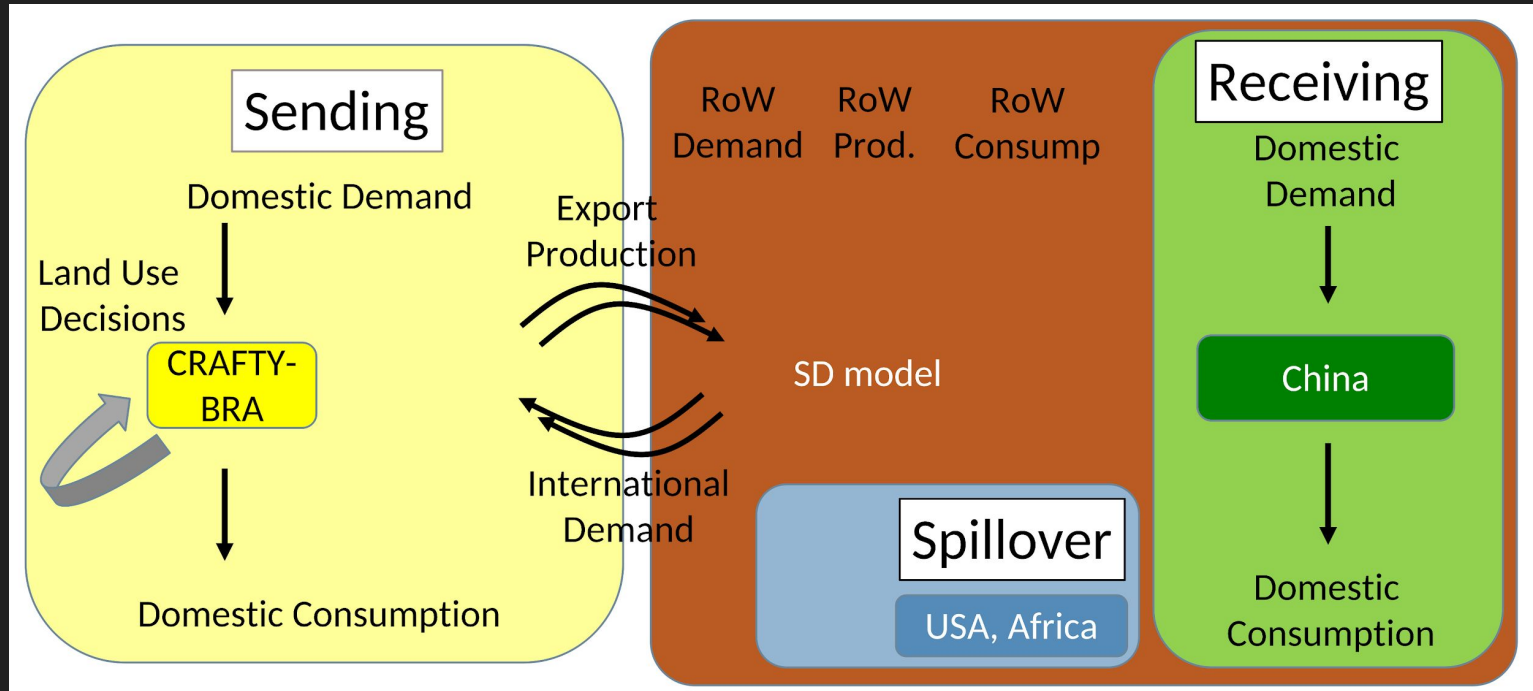 Sending
Domestic Demand
Land Use
Decisions
CRAFTY-
BRA
Domestic Consumption
Export
Production
International
Demand
RoW
Demand
RoW
Prod.
RoW
Consump
SD model
Spillover
USA, Africa
Receiving
Domestic
Demand
China
Domestic
Consumption